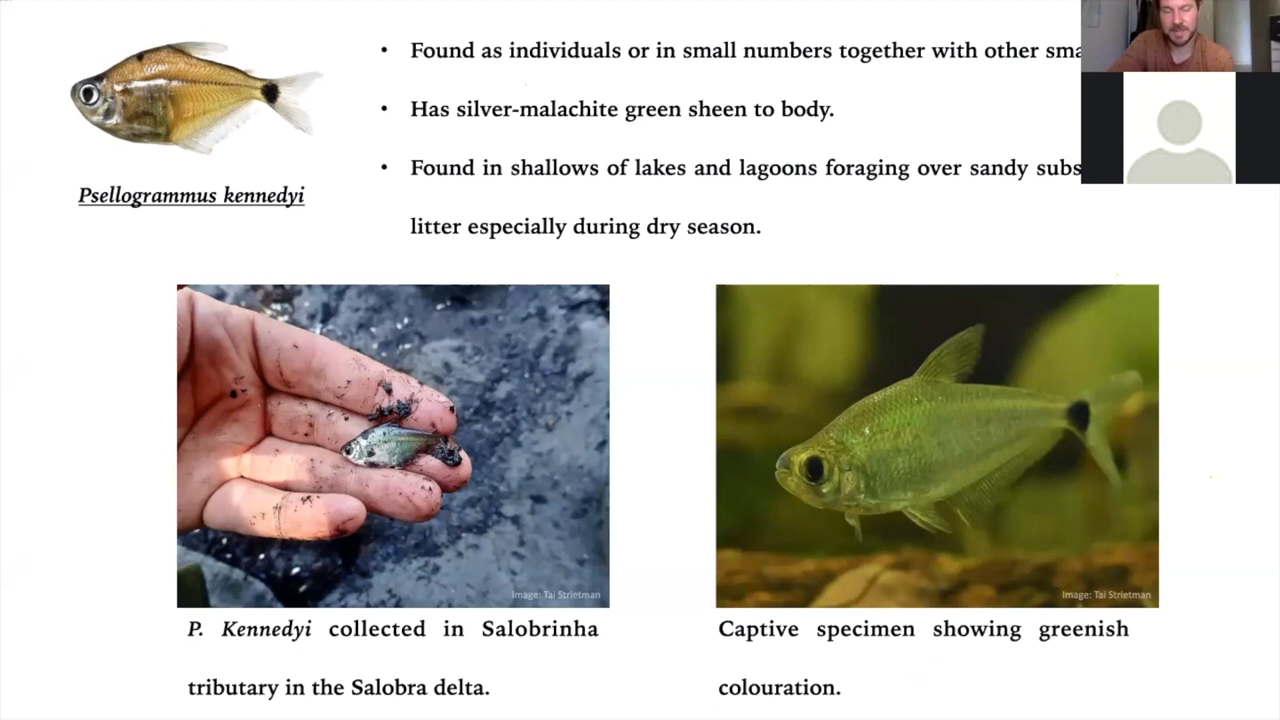 • Found as individuals or in small numbers together with other
• Has silver-malachite green sheen to body.
• Found in shallows of lakes and lagoons foraging over sandy
litter especially during dry season.
Psellogrammus kennedyi
Image: Tai Strietman
Image: Tai Strietman
P. Kennedyi collected in Salobrinha
tributary in the Salobra delta.
Captive specimen showing greenish
colouration.